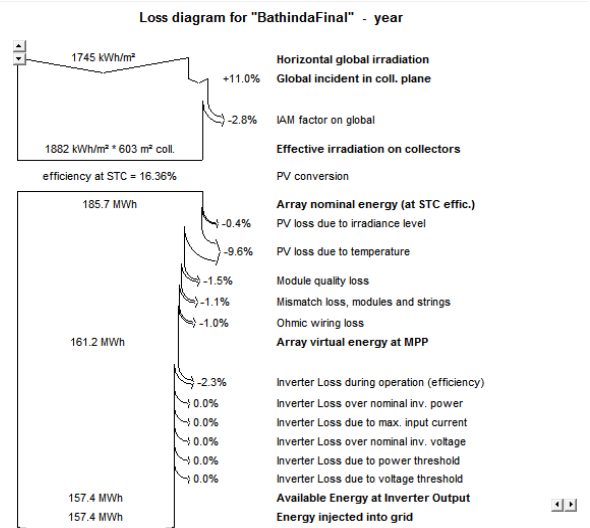 Loss diagram for "BathindaFinal" - year
1745 kWh/m² Horizontal global irradiation
+11.0% Global incident in coll. plane
-2.8% IAM factor on global
1882 kWh/m² * 603 m² coll. Effective irradiation on collectors
efficiency at STC = 16.36% PV conversion
185.7 MWh Array nominal energy (at STC effic.)
-0.4% PV loss due to irradiance level
-9.6% PV loss due to temperature
-1.5% Module quality loss
-1.1% Mismatch loss, modules and strings
-1.0% Ohmic wiring loss
161.2 MWh Array virtual energy at MPP
-2.3% Inverter Loss during operation (efficiency)
0.0% Inverter Loss over nominal inv. power
0.0% Inverter Loss due to max. input current
0.0% Inverter Loss over nominal inv. voltage
0.0% Inverter Loss due to power threshold
0.0% Inverter Loss due to voltage threshold
157.4 MWh Available Energy at Inverter Output
157.4 MWh Energy injected into grid